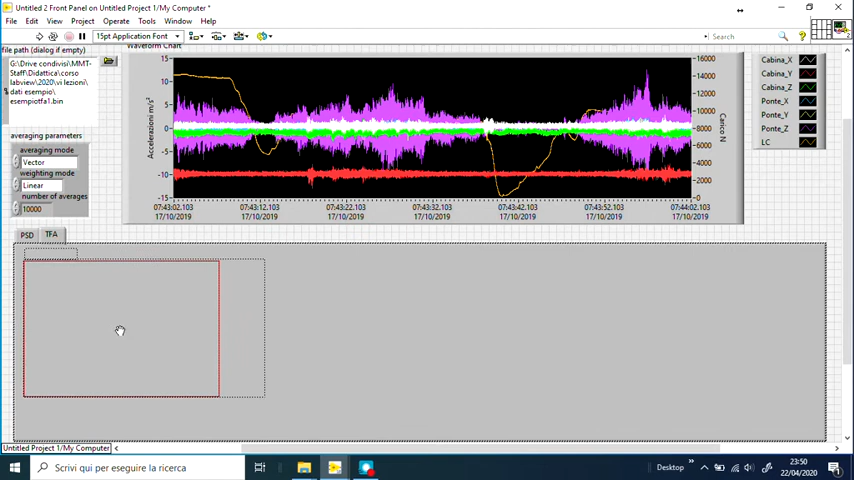 Untitled 2 Front Panel on Untitled Project 1/My Computer *
File Edit View Project Operate Tools Window Help
15pt Application Font
Search
file path (dialog if empty)
G:\Drive condivisi\MMT-
Staff\Didattica\corso
labview\2020\vi lezioni\
dati esempio\
esempiotfa1.bin
averaging parameters
averaging mode
Vector
weighting mode
Linear
number of averages
10000
Waveform Chart
Accelerazioni m/s²
15
10
5
0
-5
-10
-15
16000
14000
12000
10000
8000
6000
4000
2000
0
Carico N
07:43:02.103 07:43:12.103 07:43:22.103 07:43:32.103 07:43:42.103 07:43:52.103 07:44:02.103
17/10/2019 17/10/2019 17/10/2019 17/10/2019 17/10/2019 17/10/2019 17/10/2019
Cabina_X
Cabina_Y
Cabina_Z
Ponte_X
Ponte_Y
Ponte_Z
LC
PSD TFA
Untitled Project 1/My Computer
Scrivi qui per eseguire la ricerca
Desktop
23:50
22/04/2020